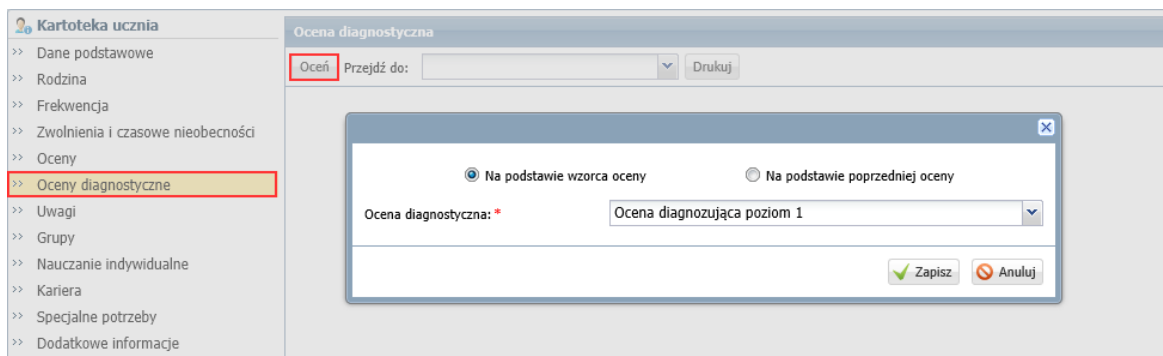 Kartoteka ucznia
>> Dane podstawowe
>> Rodzina
>> Frekwencja
>> Zwolnienia i czasowe nieobecności
>> Oceny
>> Oceny diagnostyczne
>> Uwagi
>> Grupy
>> Nauczanie indywidualne
>> Kariera
>> Specjalne potrzeby
>> Dodatkowe informacje
Ocena diagnostyczna
Oceń Przejdź do: Drukuj
Na podstawie wzorca oceny Na podstawie poprzedniej oceny
Ocena diagnostyczna: * Ocena diagnozująca poziom 1
Zapisz Anuluj